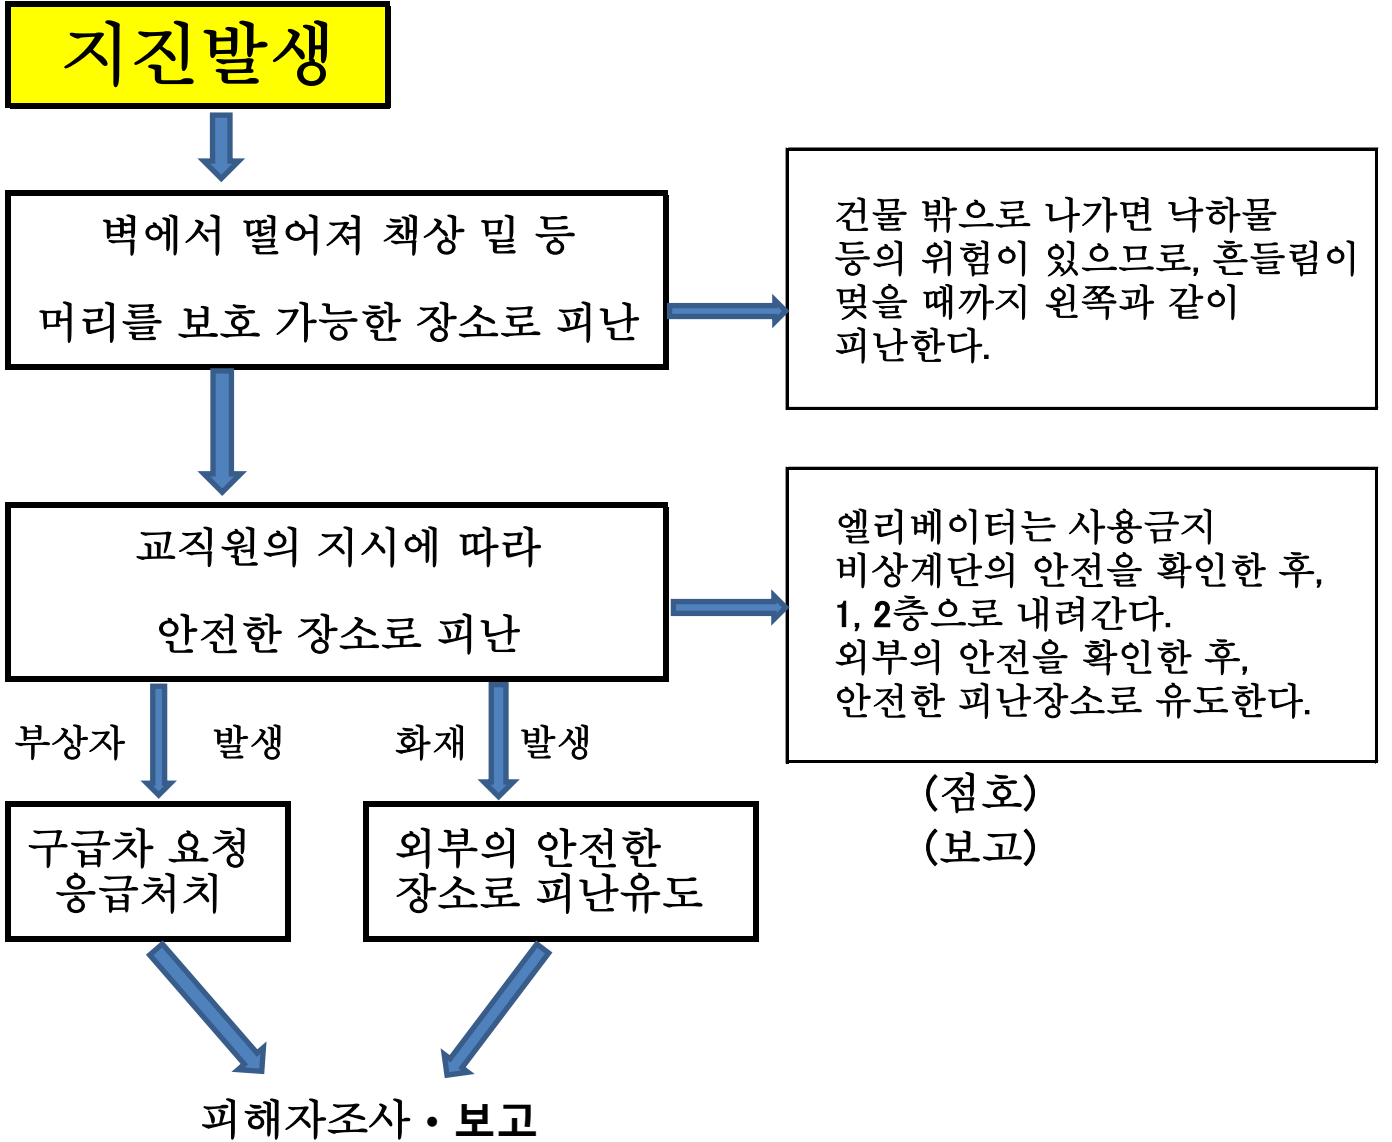 지진발생
벽에서 떨어져 책상 밑 등
머리를 보호 가능한 장소로 피난
건물 밖으로 나가면 낙하물
등의 위험이 있으므로, 흔들림이
멎을 때까지 왼쪽과 같이
피난한다.
교직원의 지시에 따라
안전한 장소로 피난
엘리베이터는 사용금지
비상계단의 안전을 확인한 후,
1, 2층으로 내려간다.
외부의 안전을 확인한 후,
안전한 피난장소로 유도한다.
부상자 발생
화재 발생
(점호)
(보고)
구급차 요청
응급처치
외부의 안전한
장소로 피난유도
피해자조사・보고